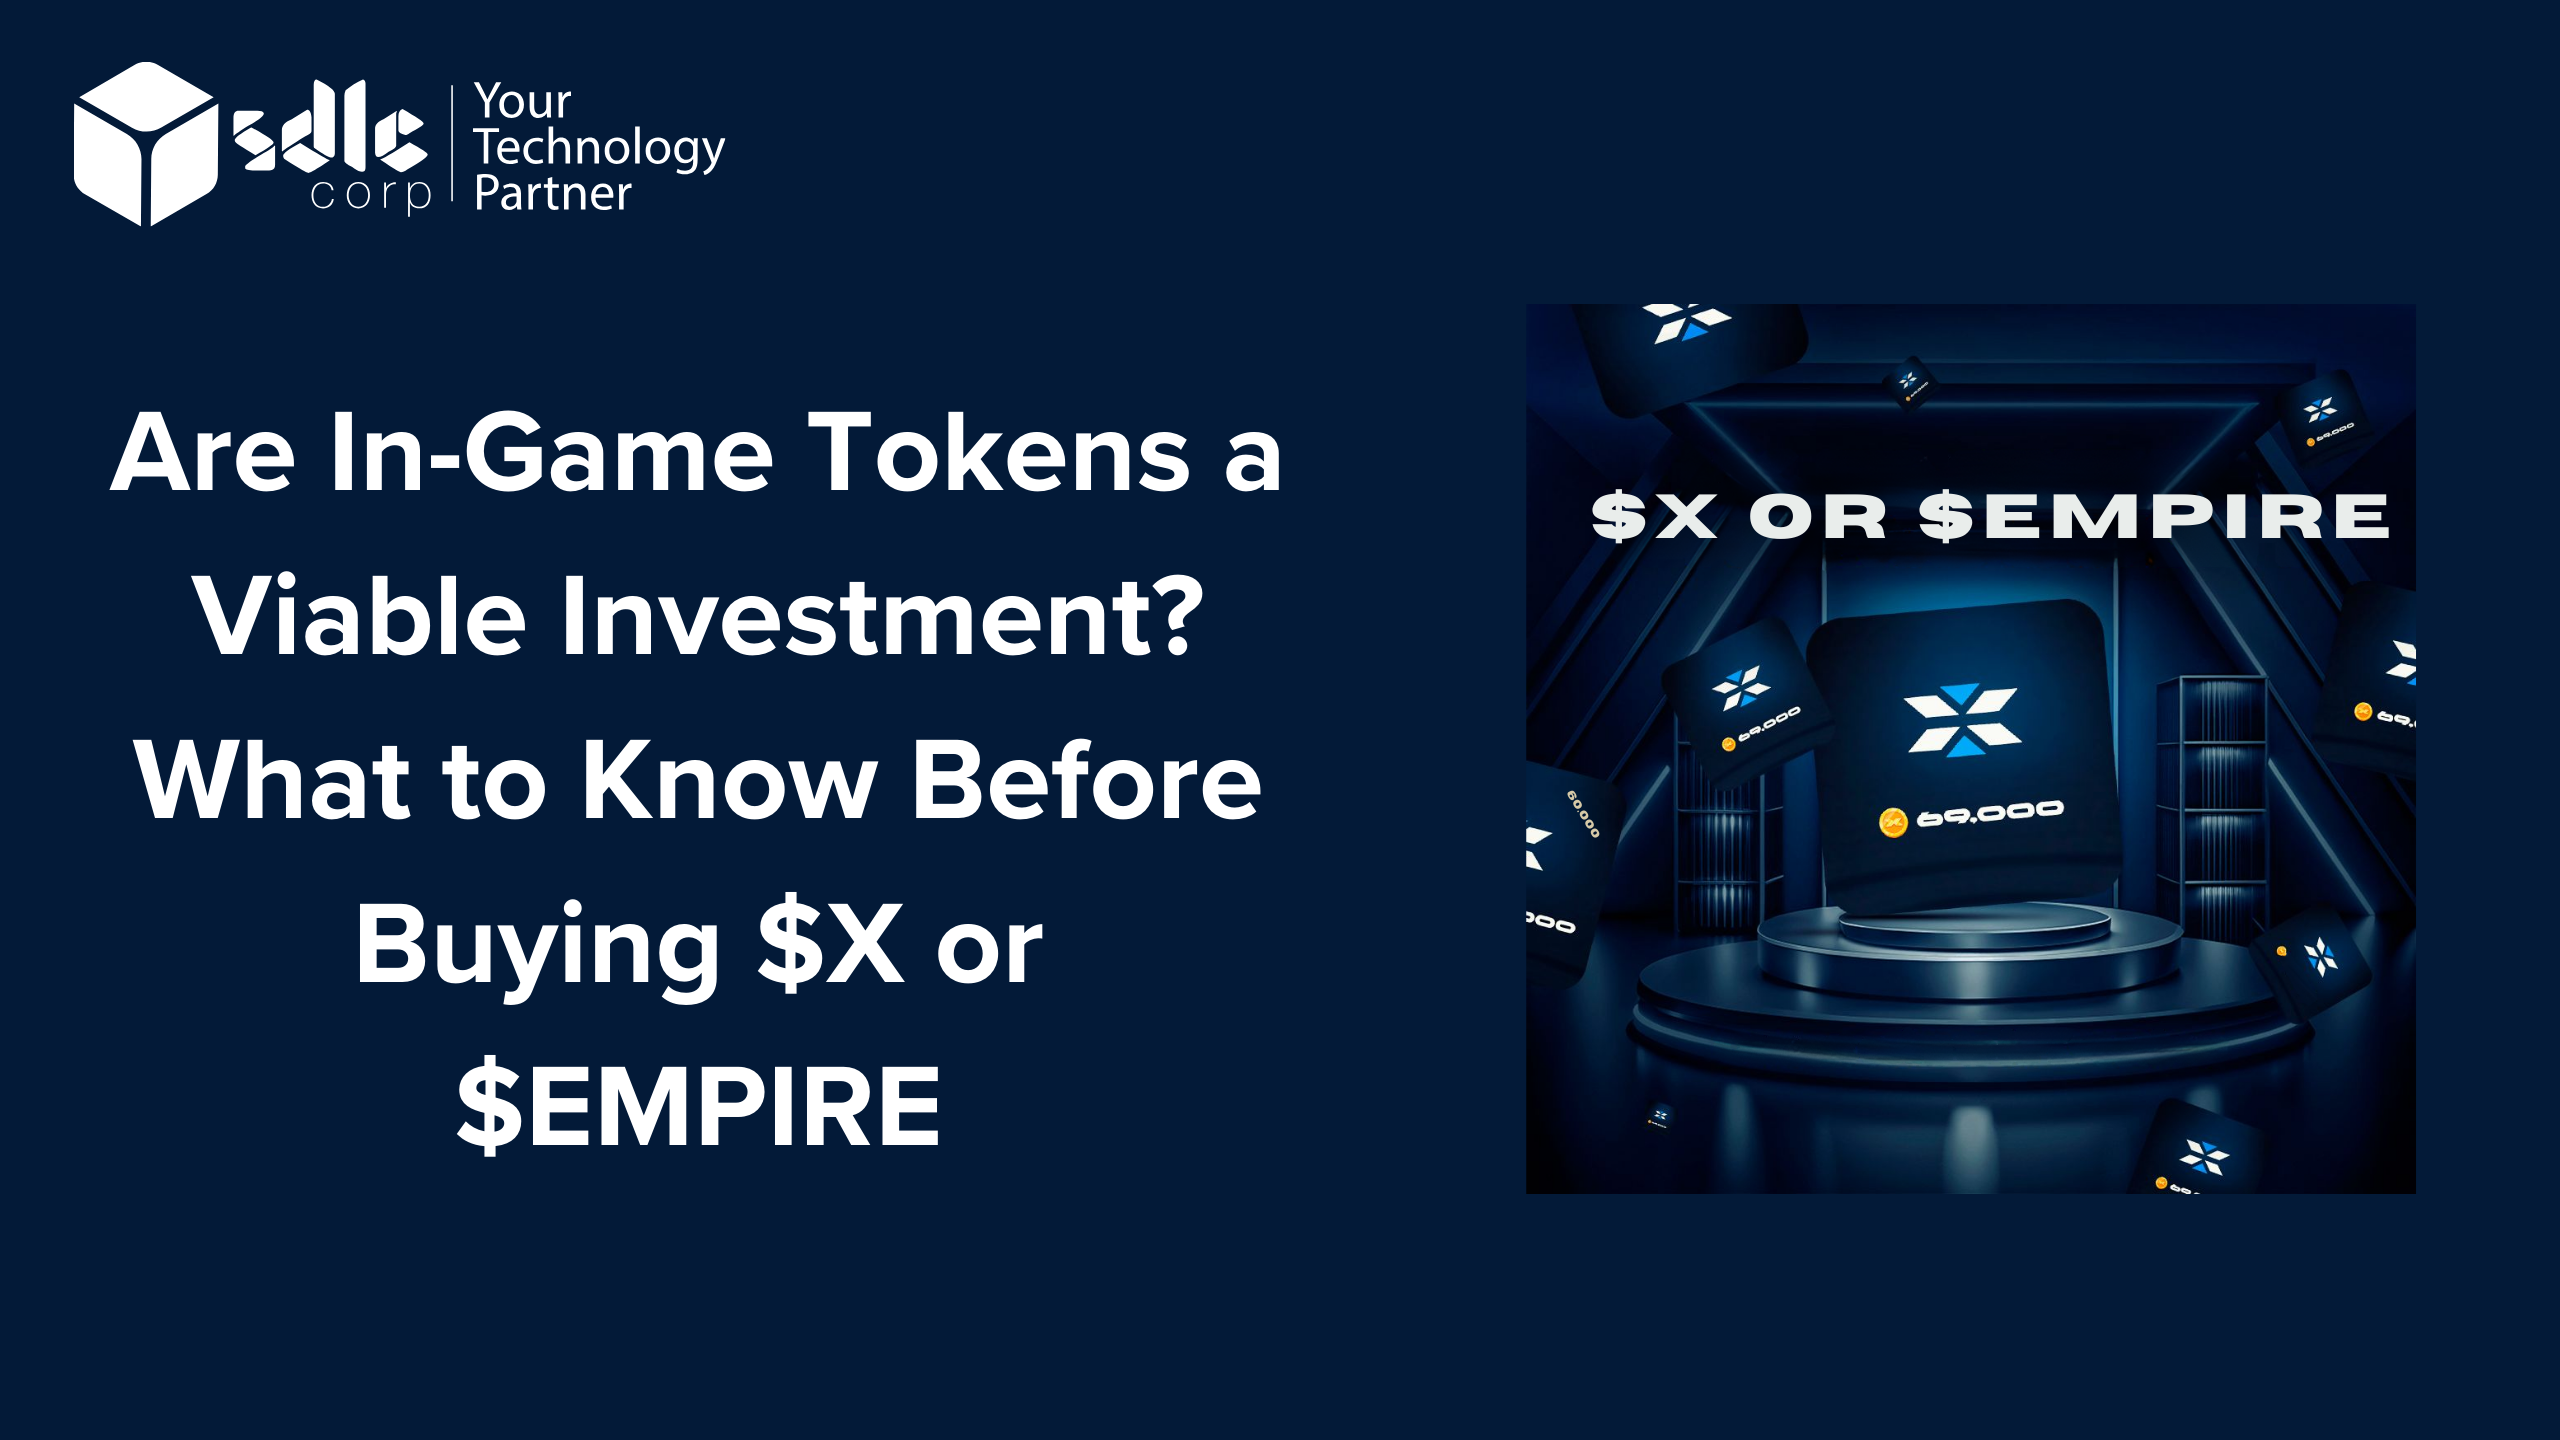 sdlc
corp
Your
Technology
Partner
Are In-Game Tokens a
Viable Investment?
What to Know Before
Buying $X or
$EMPIRE
$X OR $EMPIRE
69,000
69,000
69,000
69,000